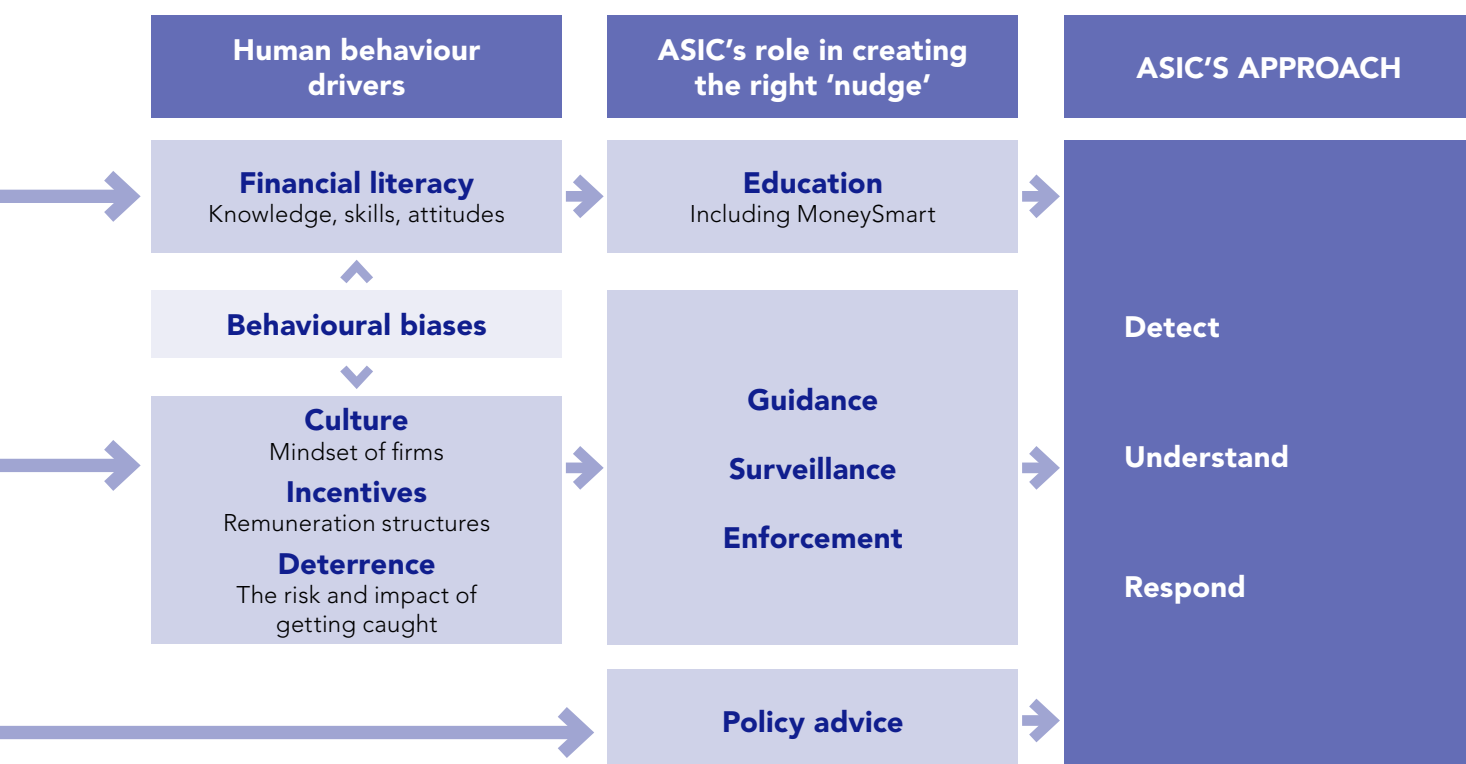 Human behaviour
drivers
ASIC’s role in creating
the right ‘nudge’
ASIC’S APPROACH
Financial literacy
Knowledge, skills, attitudes
Education
Including MoneySmart
Behavioural biases
Culture
Mindset of firms
Incentives
Remuneration structures
Deterrence
The risk and impact of
getting caught
Guidance
Surveillance
Enforcement
Policy advice
Detect
Understand
Respond